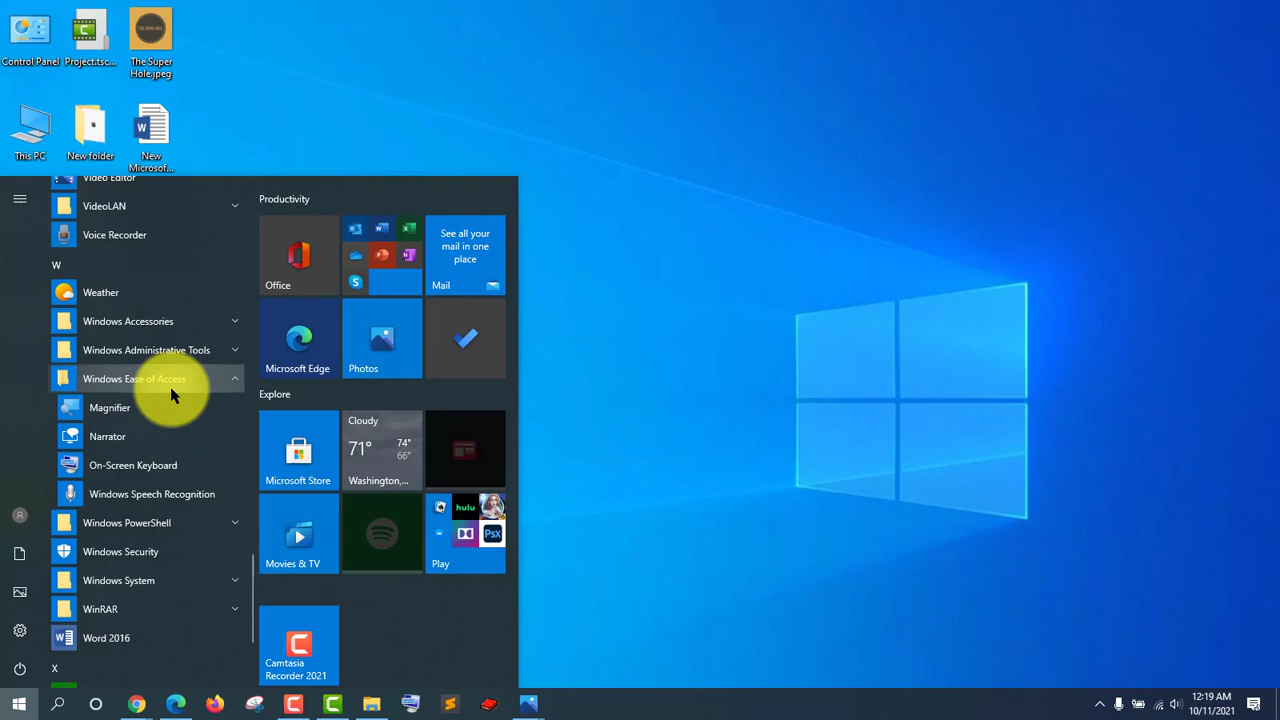 Control Panel
Project.tsc...
The Super
Hole.jpeg
THE SUPER HOLE
This PC
New folder
New
Microsof...
Video Editor
VideoLAN
Voice Recorder
W
Weather
Windows Accessories
Windows Administrative Tools
Windows Ease of Access
Magnifier
Narrator
On-Screen Keyboard
Windows Speech Recognition
Windows PowerShell
Windows Security
Windows System
WinRAR
Word 2016
X
Productivity
Office
See all your
mail in one
place
Mail
Microsoft Edge
Photos
Explore
Microsoft Store
Cloudy
71° 74°
66°
Washington,...
Movies & TV
hulu
PsX
Play
Camtasia
Recorder 2021
12:19 AM
10/11/2021